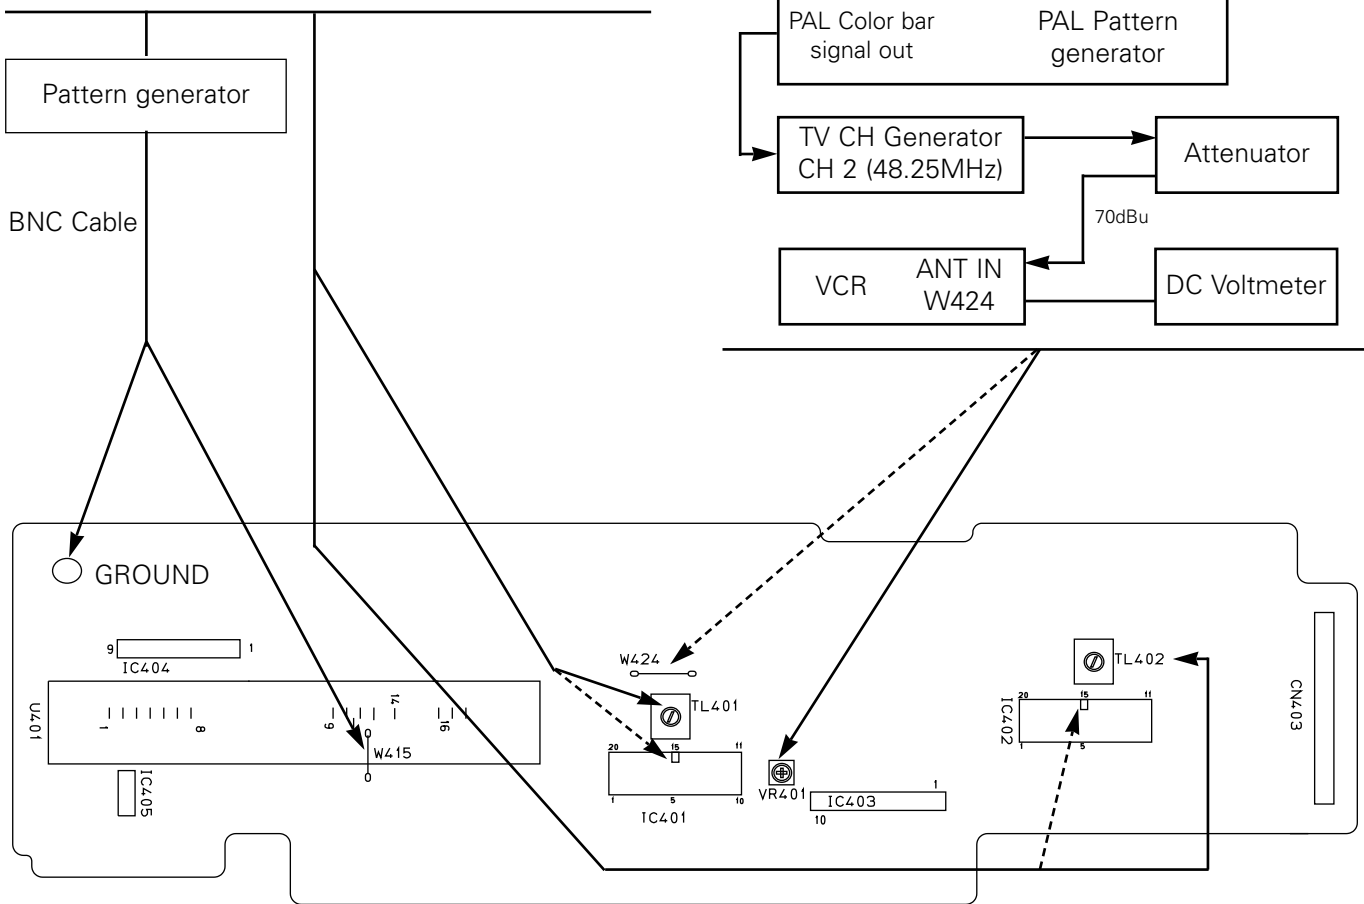 PAL Color bar
signal out
PAL Pattern
generator
Pattern generator
TV CH Generator
CH 2 (48.25MHz)
Attenuator
BNC Cable
70dBu
VCR
ANT IN
W424
DC Voltmeter
GROUND
9
1
IC404
U401
1
8
9
14
16
W415
IC405
W424
TL401
20
15
11
1
5
10
IC401
VR401
1
IC403
10
TL402
20
15
11
IC402
1
5
CN403